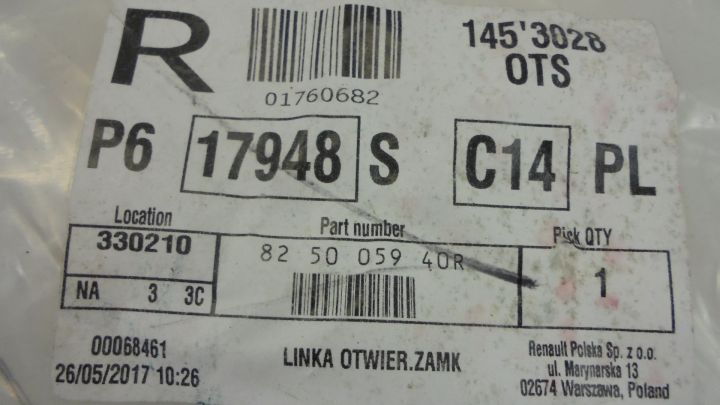 R
145'3028
OTS
01760682
P6 17948 S C14 PL
Location Part number Pick QTY
330210 82 50 059 40R 1
NA 3 3C
00068461 LINKA OTWIER.ZAMK Renault Polska Sp. z o.o.
26/05/2017 10:26 ul. Marynarska 13
02674 Warszawa, Poland